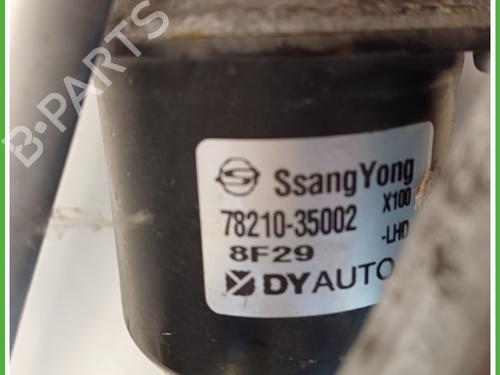 B-PARTS
SsangYong
78210-35002 X100
8F29 -LHD
DYAUTO